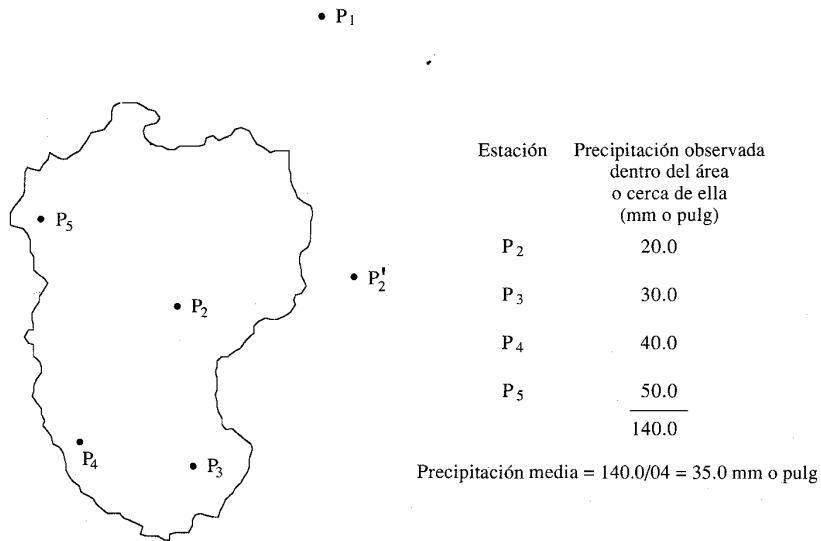 P1
P5
P2'
P2
P4
P3
Estación Precipitación observada
dentro del área
o cerca de ella
(mm o pulg)
P2 20.0
P3 30.0
P4 40.0
P5 50.0
140.0
Precipitación media = 140.0/04 = 35.0 mm o pulg